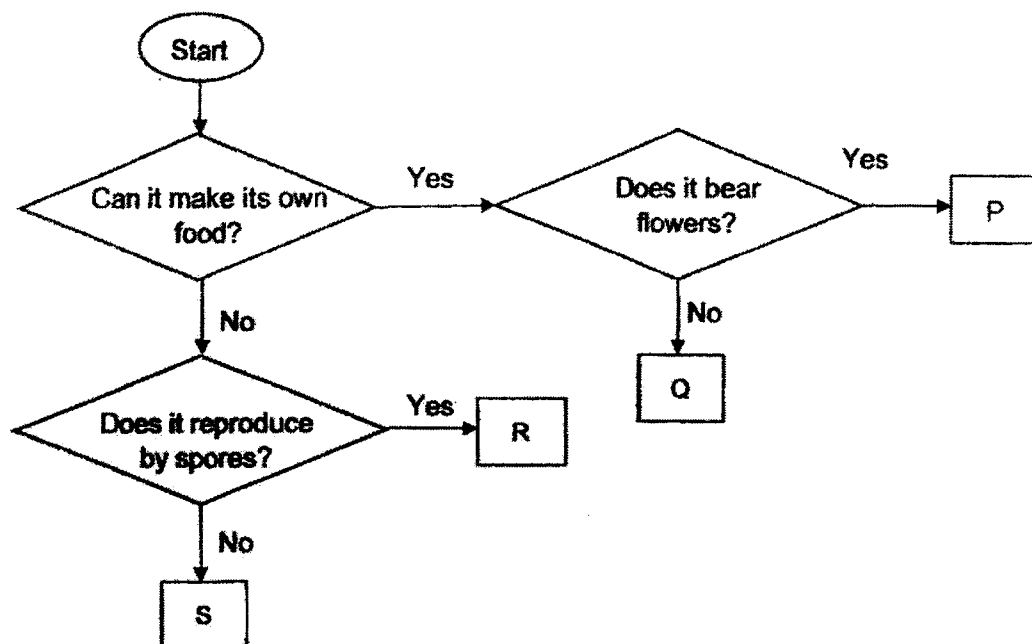 Start
Can it make its own
food?
Yes
Does it bear
flowers?
Yes
P
No
No
Q
Does it reproduce
by spores?
Yes
R
No
S